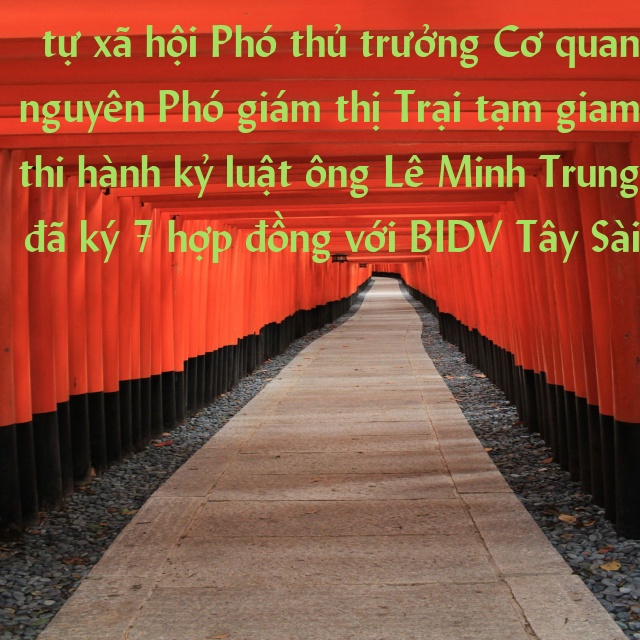 tự xã hội Phó thủ trưởng Cơ quan
nguyên Phó giám thị Trại tạm giam
thi hành kỷ luật ông Lê Minh Trung
đã ký 7 hợp đồng với BIDV Tây Sài